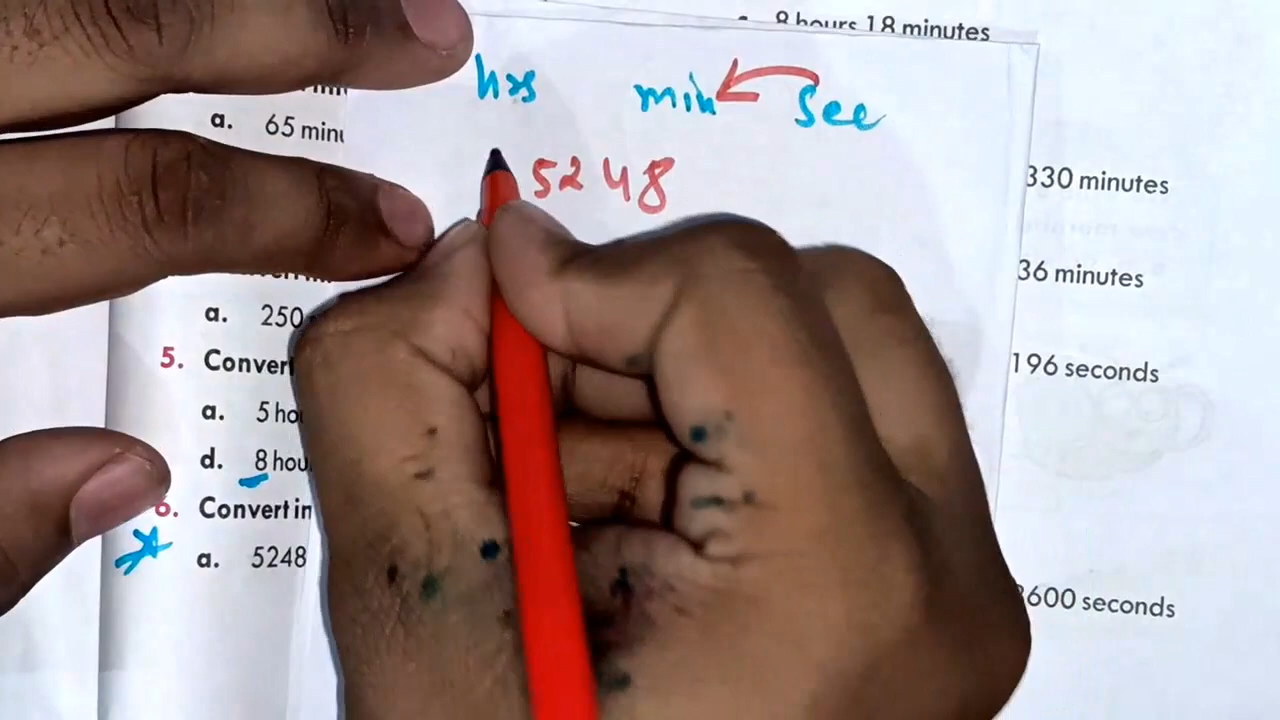 8 hours 18 minutes
hrs min sec
a. 65 minu
330 minutes
5248
36 minutes
a. 250
5. Convert
196 seconds
a. 5 ho
d. 8 hou
6. Convert in
a. 5248
3600 seconds